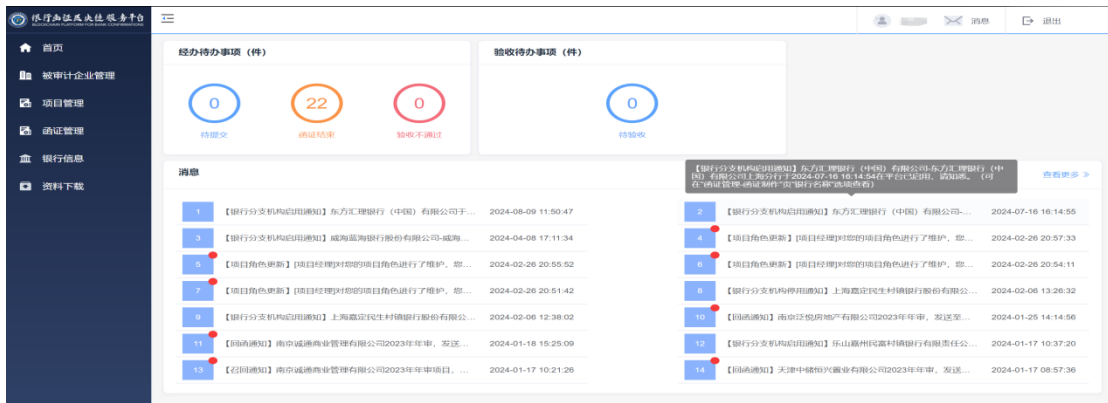 银行函证及央信服务平台
BLOCKCHAIN PLATFORM FOR BANK CONFIRMATIONS
消息
退出
首页
被审计企业管理
项目管理
函证管理
银行信息
资料下载
经办待办事项（件）
验收待办事项（件）
0
22
0
0
待提交
函证结束
验收不通过
待验收
消息
【银行分支机构启用通知】东方汇理银行（中国）有限公司-东方汇理银行（中
国）有限公司上海分行于2024-07-16 16:14:54在平台已启用，请知悉。（可
在"函证管理-函证制作"页"银行名称"选项查看）
查看更多
1 【银行分支机构启用通知】东方汇理银行（中国）有限公司于... 2024-08-09 11:50:47
2 【银行分支机构启用通知】东方汇理银行（中国）有限公司-... 2024-07-16 16:14:55
3 【银行分支机构启用通知】威海蓝海银行股份有限公司-威海... 2024-04-08 17:11:34
4 【项目角色更新】[项目经理]对您的项目角色进行了维护，您... 2024-02-26 20:57:33
5 【项目角色更新】[项目经理]对您的项目角色进行了维护，您... 2024-02-26 20:55:52
6 【项目角色更新】[项目经理]对您的项目角色进行了维护，您... 2024-02-26 20:54:11
7 【项目角色更新】[项目经理]对您的项目角色进行了维护，您... 2024-02-26 20:51:42
8 【银行分支机构停用通知】上海嘉定民生村镇银行股份有限公... 2024-02-06 13:26:32
9 【银行分支机构启用通知】上海嘉定民生村镇银行股份有限公... 2024-02-06 12:38:02
10 【回函通知】南京泛悦房地产有限公司2023年年审，发送至... 2024-01-25 14:14:56
11 【回函通知】南京诚通商业管理有限公司2023年年审，发送... 2024-01-18 15:25:09
12 【银行分支机构启用通知】乐山嘉州民富村镇银行有限责任公... 2024-01-17 10:37:20
13 【召回通知】南京诚通商业管理有限公司2023年年审项目，... 2024-01-17 10:21:26
14 【回函通知】天津中储恒兴置业有限公司2023年年审，发送... 2024-01-17 08:57:36